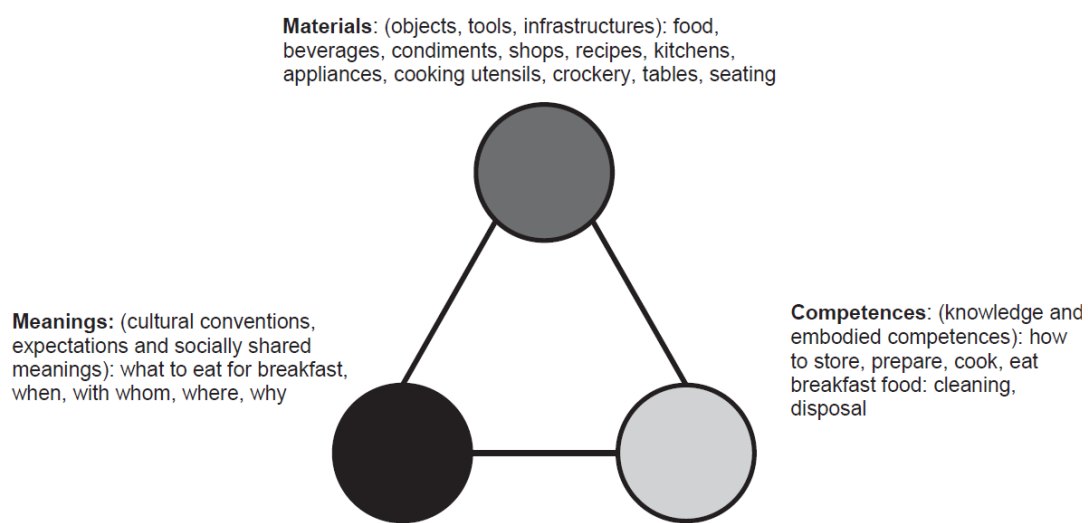 Materials: (objects, tools, infrastructures): food,
beverages, condiments, shops, recipes, kitchens,
appliances, cooking utensils, crockery, tables, seating
Meanings: (cultural conventions,
expectations and socially shared
meanings): what to eat for breakfast,
when, with whom, where, why
Competences: (knowledge and
embodied competences): how
to store, prepare, cook, eat
breakfast food: cleaning,
disposal